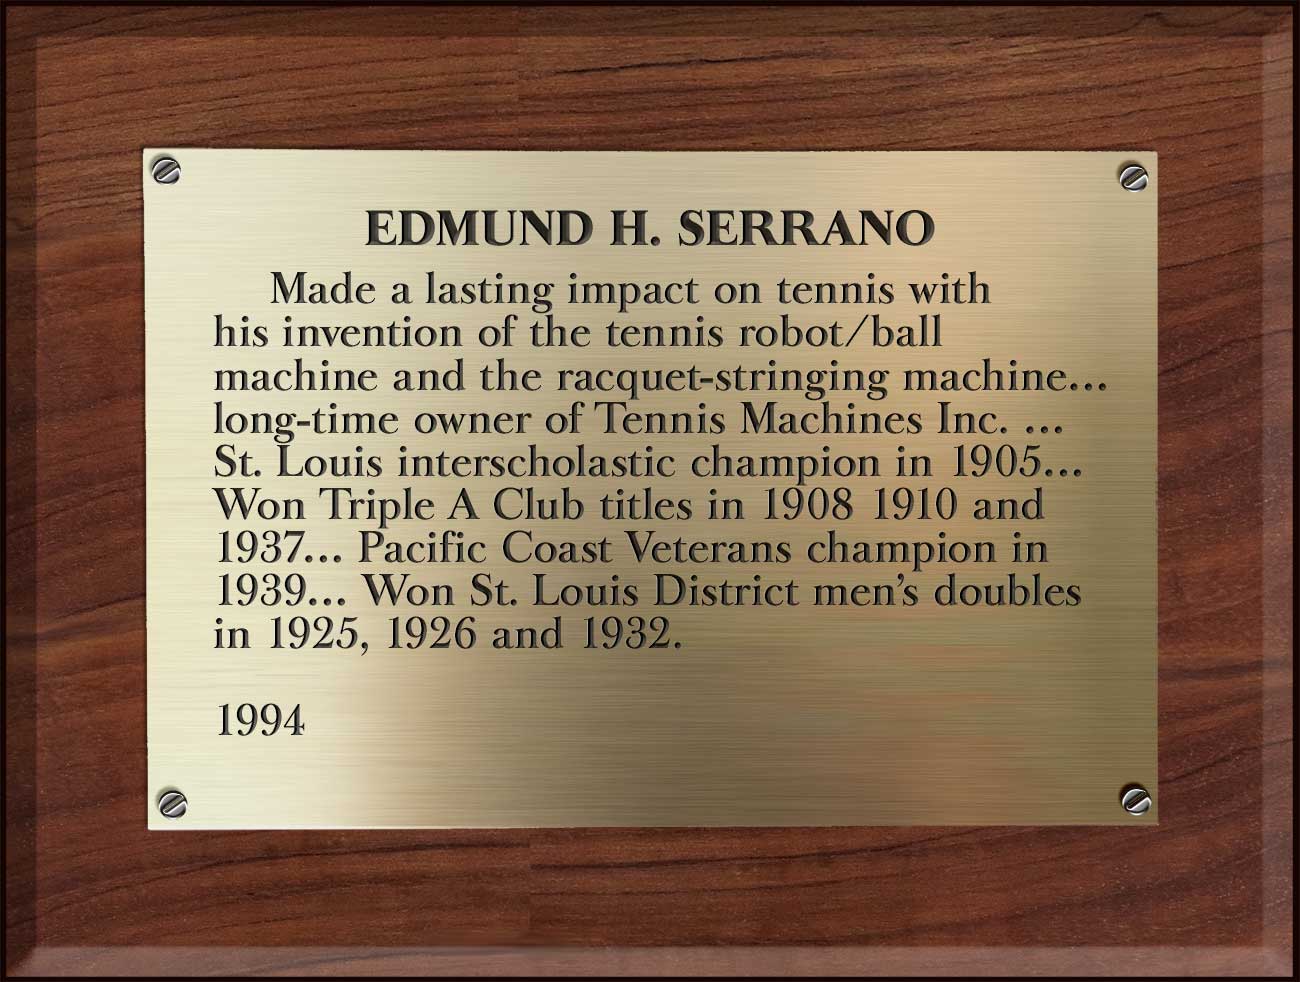 EDMUND H. SERRANO
Made a lasting impact on tennis with
his invention of the tennis robot/ball
machine and the racquet-stringing machine...
long-time owner of Tennis Machines Inc. ...
St. Louis interscholastic champion in 1905...
Won Triple A Club titles in 1908 1910 and
1937... Pacific Coast Veterans champion in
1939... Won St. Louis District men’s doubles
in 1925, 1926 and 1932.
1994